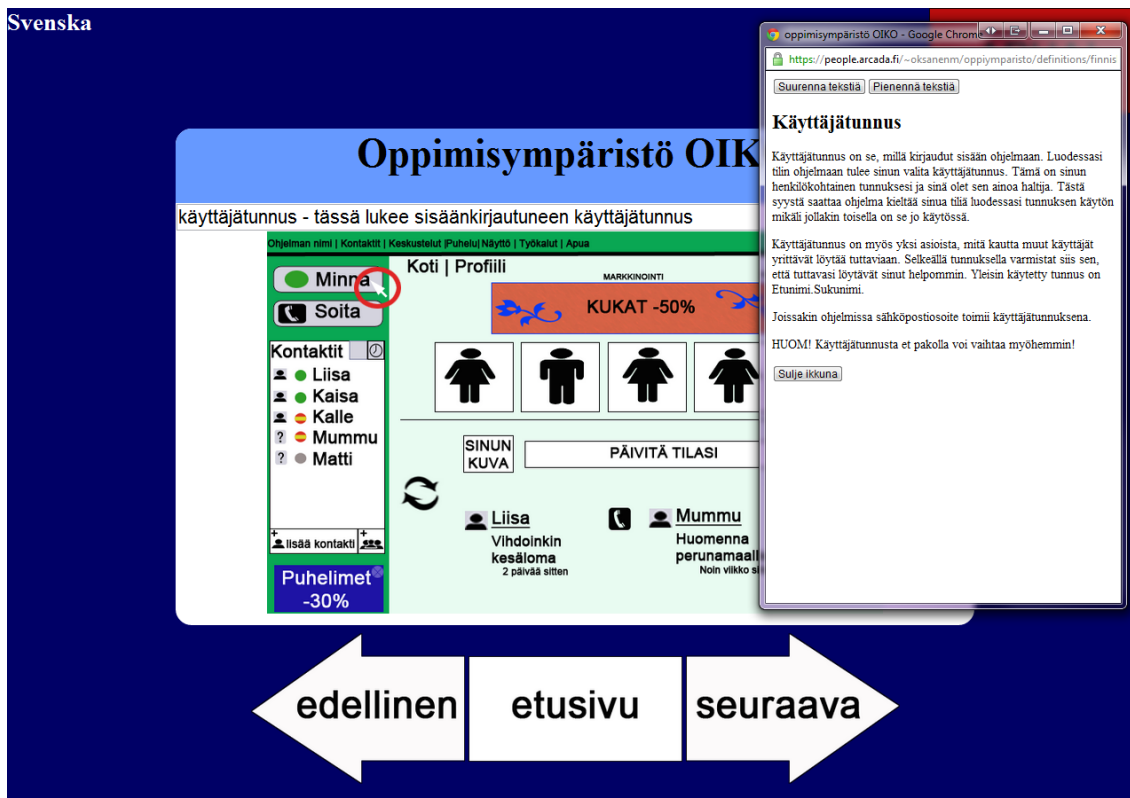 Svenska
Oppimisympäristö OIK
käyttäjätunnus - tässä lukee sisäänkirjautuneen käyttäjätunnus
Ohjelman nimi | Kontaktit | Keskustelut |Puhelu| Näyttö | Työkalut | Apua
Minna
Soita
Kontaktit
Liisa
Kaisa
Kalle
? Mummu
? Matti
+ lisää kontakti +
Puhelimet
-30%
Koti | Profiili
MARKKINOINTI
KUKAT -50%
SINUN
KUVA
PÄIVITÄ TILASI
Liisa
Vihdoinkin
kesäloma
2 päivää sitten
Mummu
Huomenna
perunamaall
Noin viikko si
edellinen
etusivu
seuraava
oppimisympäristö OIKO - Google Chrome
https://people.arcada.fi/~oksanenm/oppiymparisto/definitions/finnis
Suurenna tekstiä Pienennä tekstiä
Käyttäjätunnus
Käyttäjätunnus on se, millä kirjaudut sisään ohjelmaan. Luodessasi
tilin ohjelmaan tulee sinun valita käyttäjätunnus. Tämä on sinun
henkilökohtainen tunnuksesi ja sinä olet sen ainoa haltija. Tästä
syystä saattaa ohjelma kieltää sinua tiliä luodessasi tunnuksen käytön
mikäli jollakin toisella on se jo käytössä.
Käyttäjätunnus on myös yksi asioista, mitä kautta muut käyttäjät
yrittävät löytää tuttaviaan. Selkeällä tunnuksella varmistat siis sen,
että tuttavasi löytävät sinut helpommin. Yleisin käytetty tunnus on
Etunimi.Sukunimi.
Joissakin ohjelmissa sähköpostiosoite toimii käyttäjätunnuksena.
HUOM! Käyttäjätunnusta et pakolla voi vaihtaa myöhemmin!
Sulje ikkuna